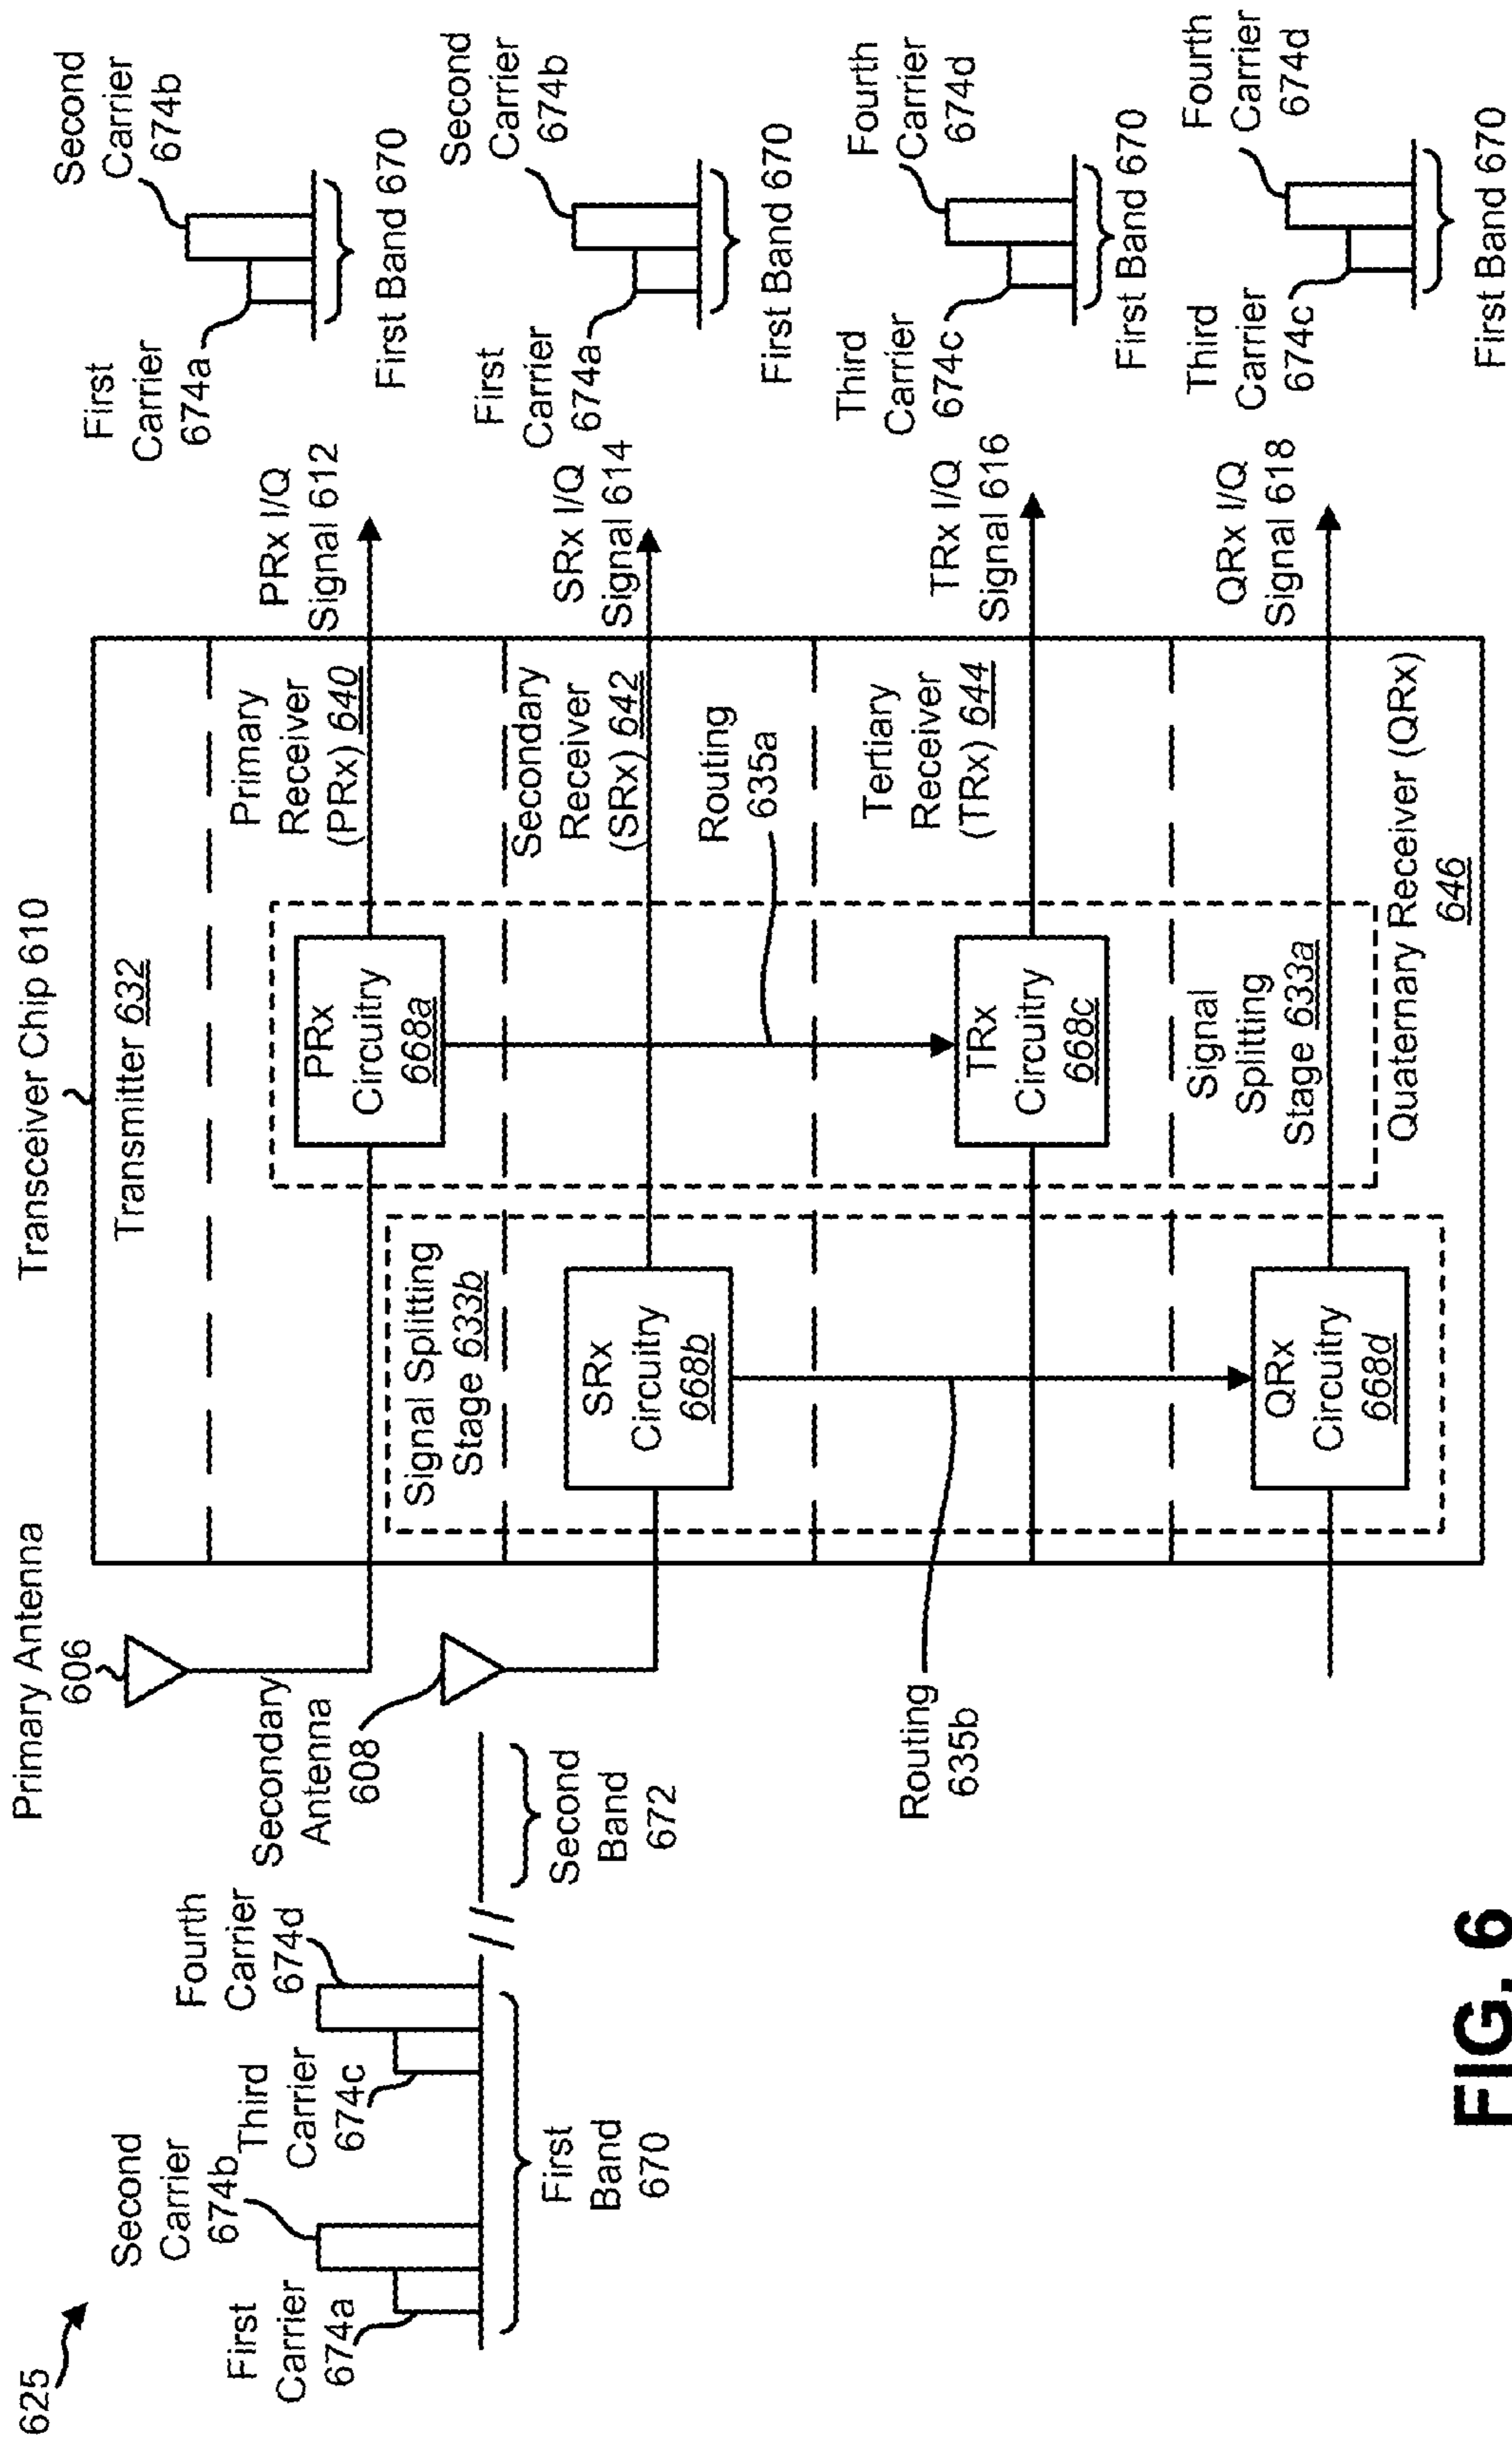 625
First
Carrier
674a
Second
Carrier
674b
Third
Carrier
674c
Fourth
Carrier
674d
First
Band
670
Second
Band
672
Primary Antenna
606
Secondary
Antenna
608
Routing
635b
Transceiver Chip 610
Transmitter 632
Primary
Receiver
(PRx) 640
PRx
Circuitry
668a
Signal Splitting
Stage 633b
Secondary
Receiver
(SRx) 642
SRx
Circuitry
668b
Routing
635a
Tertiary
Receiver
(TRx) 644
TRx
Circuitry
668c
Signal
Splitting
Stage 633a
QRx
Circuitry
668d
Quaternary Receiver (QRx)
646
PRx I/Q
Signal 612
First
Carrier
674a
Second
Carrier
674b
First Band 670
SRx I/Q
Signal 614
First
Carrier
674a
Second
Carrier
674b
First Band 670
TRx I/Q
Signal 616
Third
Carrier
674c
Fourth
Carrier
674d
First Band 670
QRx I/Q
Signal 618
Third
Carrier
674c
Fourth
Carrier
674d
First Band 670
FIG. 6